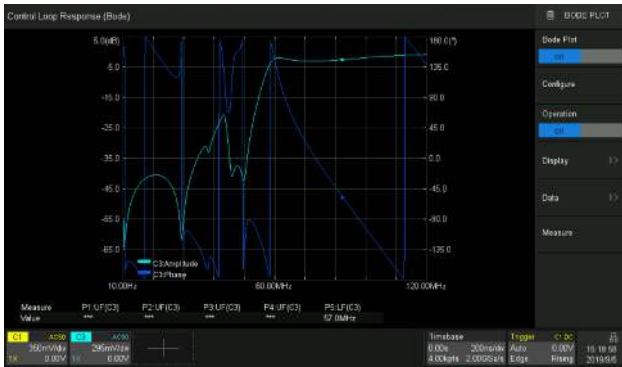 Control Loop Response (Bode)
BODE PLOT
5.0(dB)
180.0(°)
Bode Plot
-5.0
135.0
Configure
-15.0
90.0
Operation
-25.0
45.0
-35.0
0.0
Display
-45.0
-45.0
Data
-55.0
-90.0
Measure
-65.0
-135.0
C3:Amplitude
C3:Phase
10.00Hz
60.00MHz
120.00MHz
Measure P1:UF(C3) P2:UF(C3) P3:UF(C3) P4:UF(C3) P5:LF(C3)
Value *** *** *** *** 57.0MHz
C1 AC50
350mV/div
1X 0.00V
C3 AC50
295mV/div
1X 0.00V
Timebase
0.00s 200ns/div
4.00kpts 2.00GSa/s
Trigger C1 DC
Auto 0.00V
Edge Rising
2019/9/6